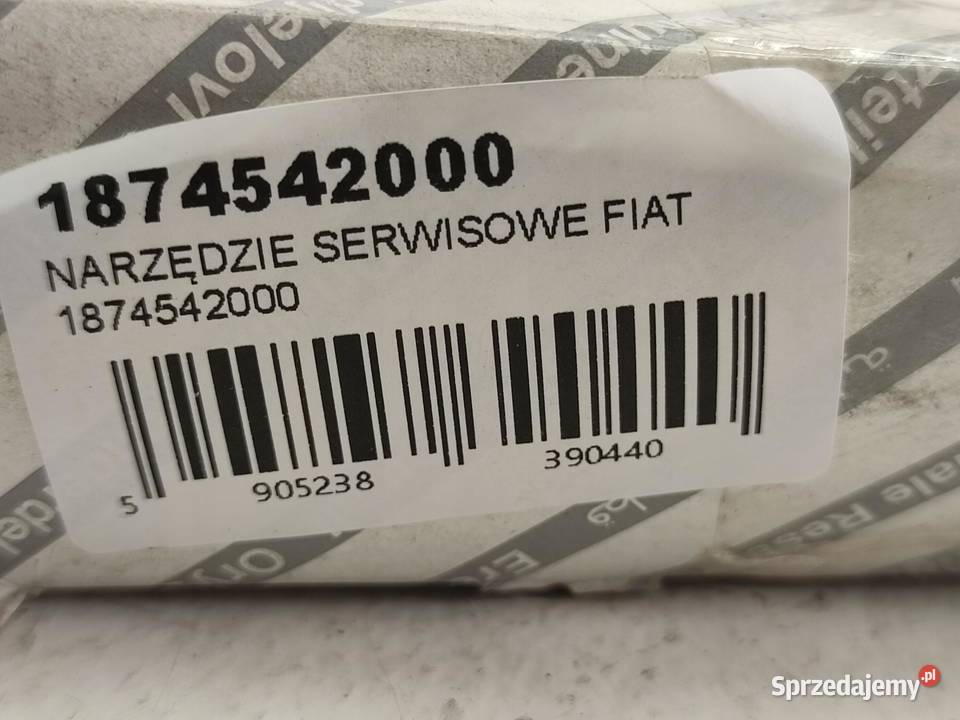 1874542000
NARZĘDZIE SERWISOWE FIAT
1874542000
5 905238 390440
Sprzedajemy.pl